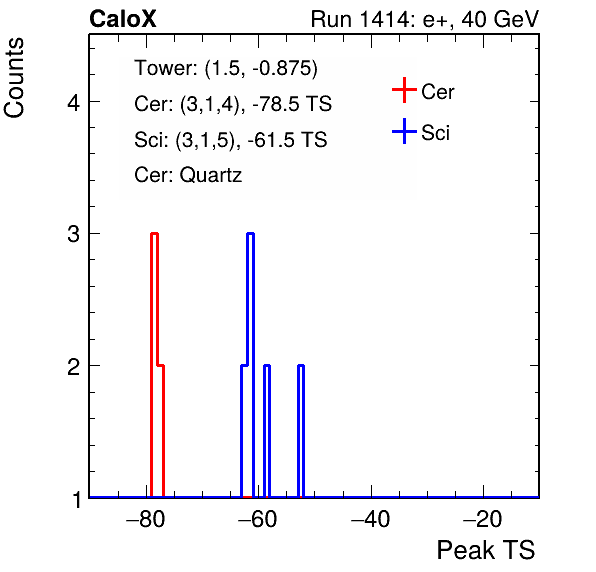 CaloX Run 1414: e+, 40 GeV
Counts
Tower: (1.5, -0.875)
Cer: (3,1,4), -78.5 TS
Sci: (3,1,5), -61.5 TS
Cer: Quartz
Cer
Sci
4
3
2
1
−80 −60 −40 −20
Peak TS